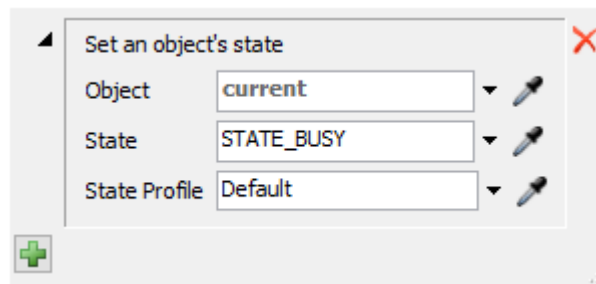 Set an object's state
Object current
State STATE_BUSY
State Profile Default